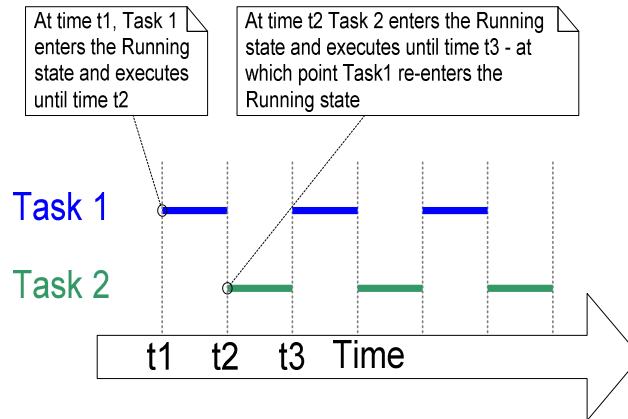 At time t1, Task 1
enters the Running
state and executes
until time t2
At time t2 Task 2 enters the Running
state and executes until time t3 - at
which point Task1 re-enters the
Running state
Task 1
Task 2
t1 t2 t3 Time